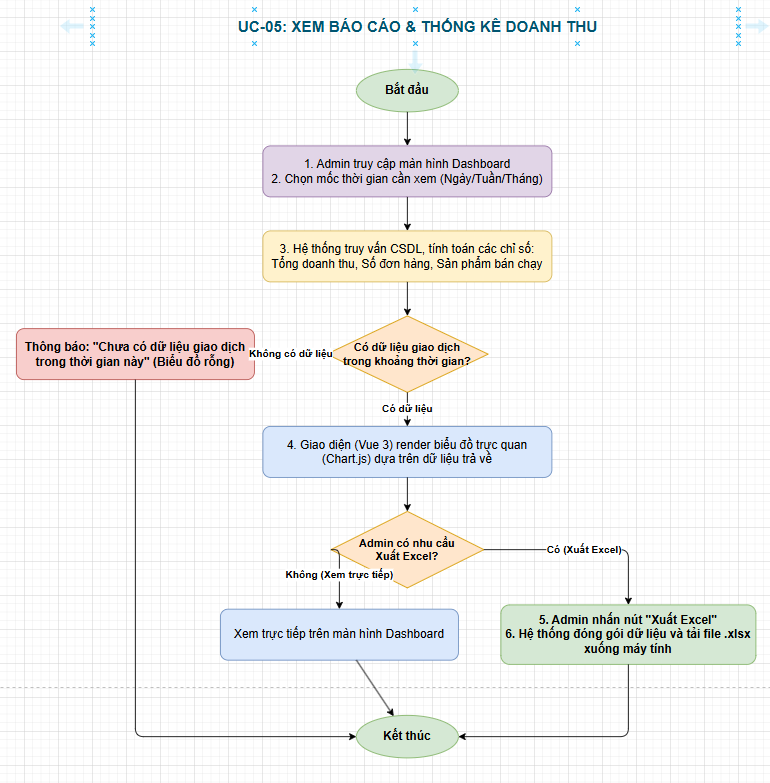 UC-05: XEM BÁO CÁO & THỐNG KÊ DOANH THU
Bắt đầu
1. Admin truy cập màn hình Dashboard
2. Chọn mốc thời gian cần xem (Ngày/Tuần/Tháng)
3. Hệ thống truy vấn CSDL, tính toán các chỉ số:
Tổng doanh thu, Số đơn hàng, Sản phẩm bán chạy
Có dữ liệu giao dịch
trong khoảng thời gian?
Không có dữ liệu
Thông báo: "Chưa có dữ liệu giao dịch
trong thời gian này" (Biểu đồ rỗng)
Có dữ liệu
4. Giao diện (Vue 3) render biểu đồ trực quan
(Chart.js) dựa trên dữ liệu trả về
Admin có nhu cầu
Xuất Excel?
Không (Xem trực tiếp)
Có (Xuất Excel)
Xem trực tiếp trên màn hình Dashboard
5. Admin nhấn nút "Xuất Excel"
6. Hệ thống đóng gói dữ liệu và tải file .xlsx
xuống máy tính
Kết thúc